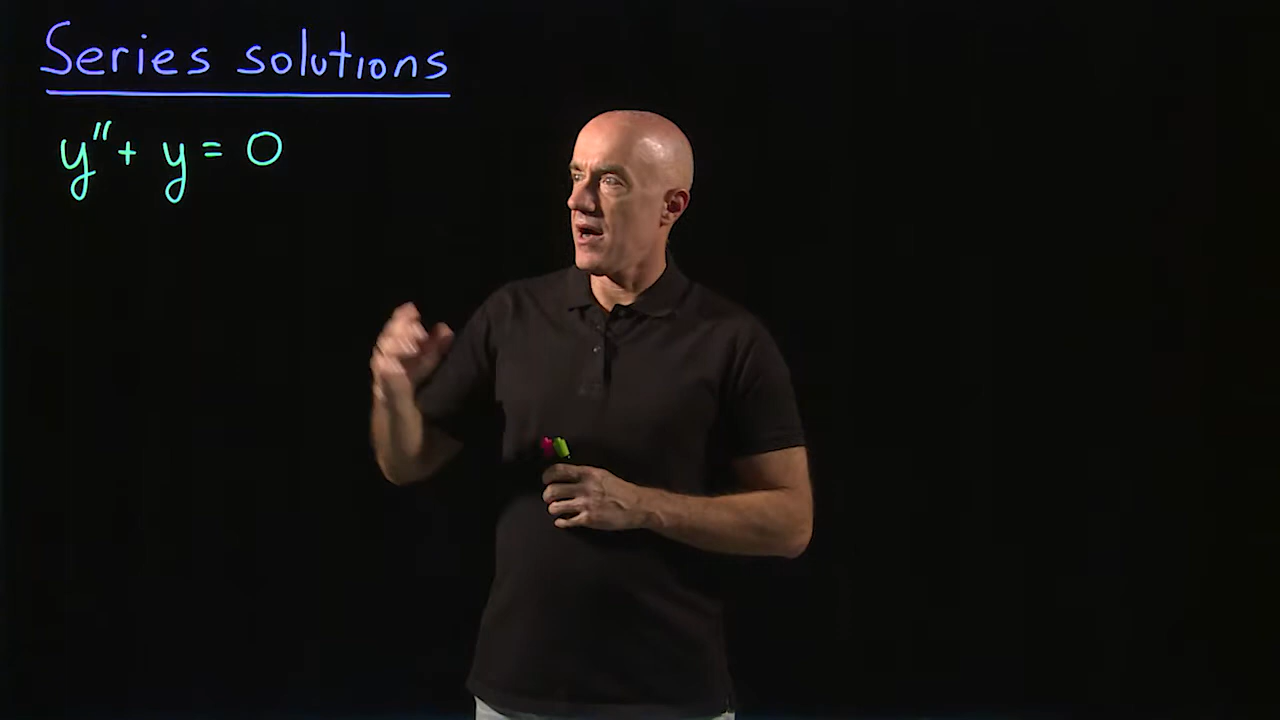 Series solutions
y'' + y = 0